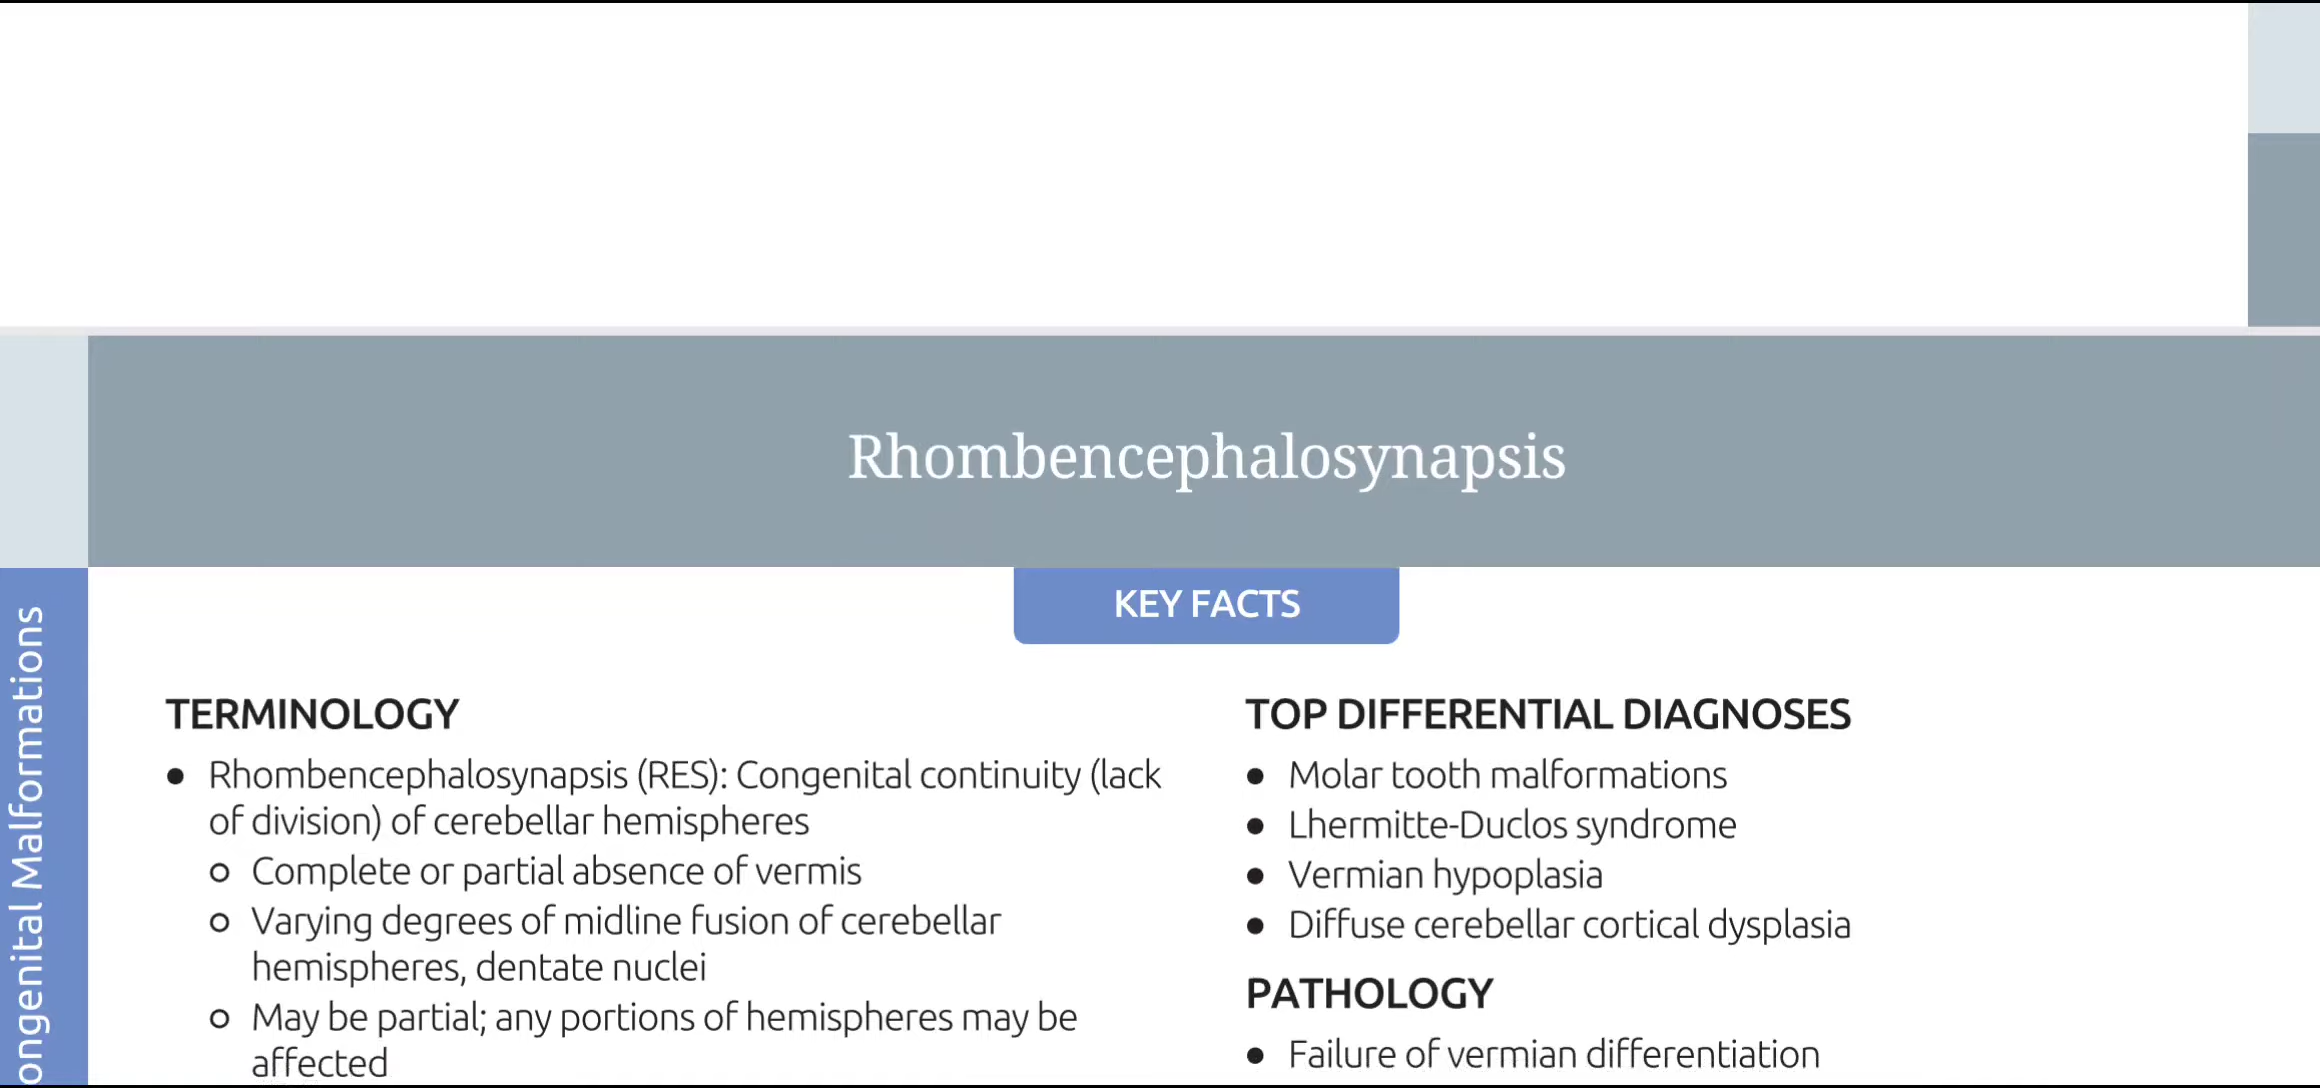 Rhombencephalosynapsis
KEY FACTS
ongenital Malformations
TERMINOLOGY
● Rhombencephalosynapsis (RES): Congenital continuity (lack
of division) of cerebellar hemispheres
○ Complete or partial absence of vermis
○ Varying degrees of midline fusion of cerebellar
hemispheres, dentate nuclei
○ May be partial; any portions of hemispheres may be
affected
TOP DIFFERENTIAL DIAGNOSES
● Molar tooth malformations
● Lhermitte-Duclos syndrome
● Vermian hypoplasia
● Diffuse cerebellar cortical dysplasia
PATHOLOGY
● Failure of vermian differentiation